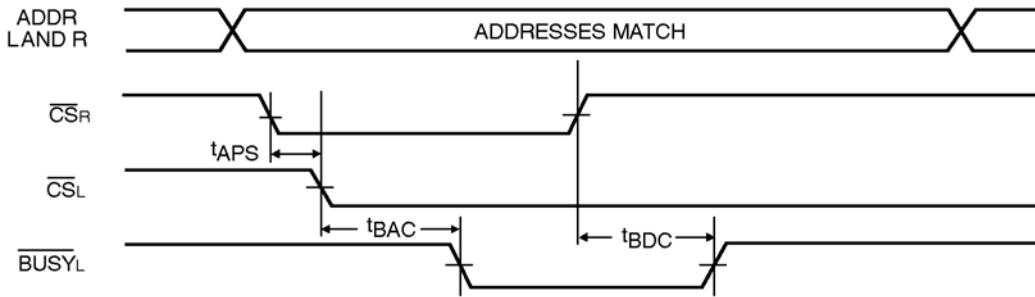 ADDR
LAND R
ADDRESSES MATCH
CSR
tAPS
CSL
tBAC
tBDC
BUSYL